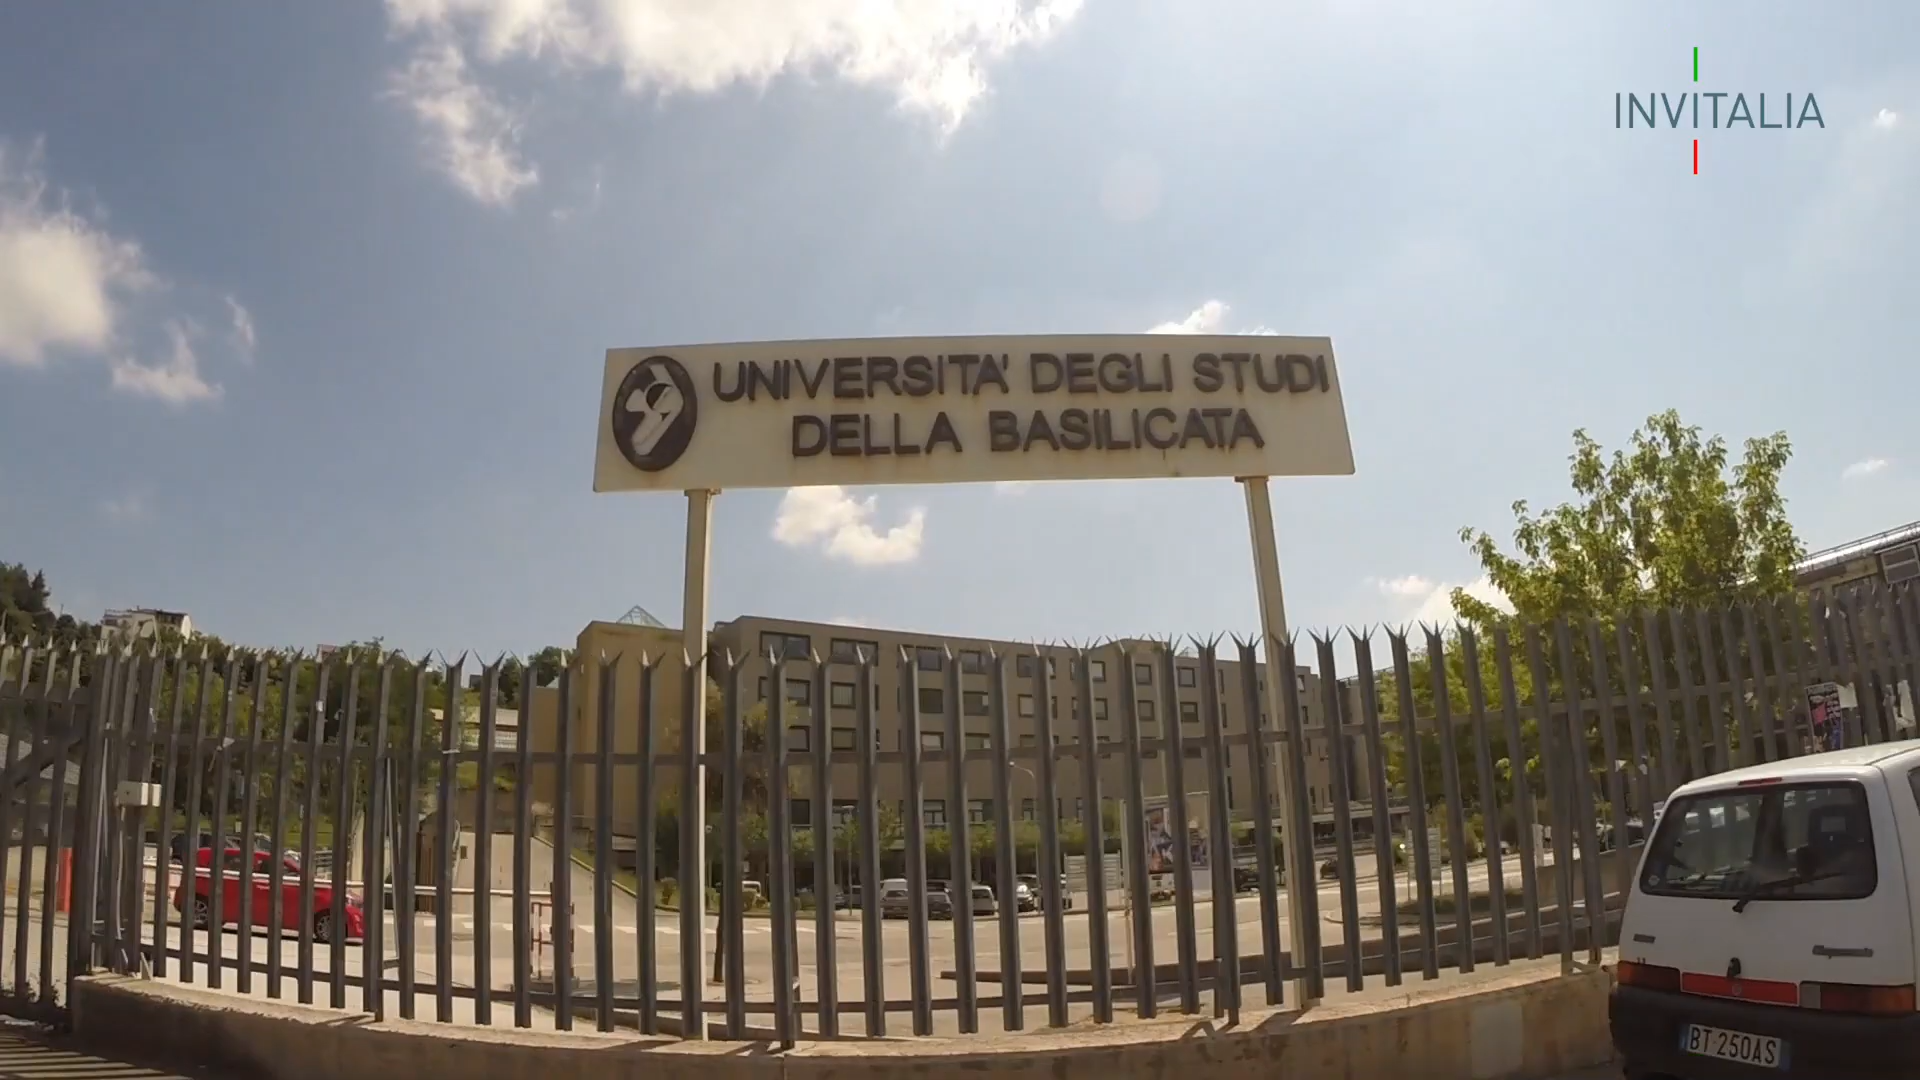 INVITALIA
UNIVERSITA' DEGLI STUDI
DELLA BASILICATA
BT 250AS